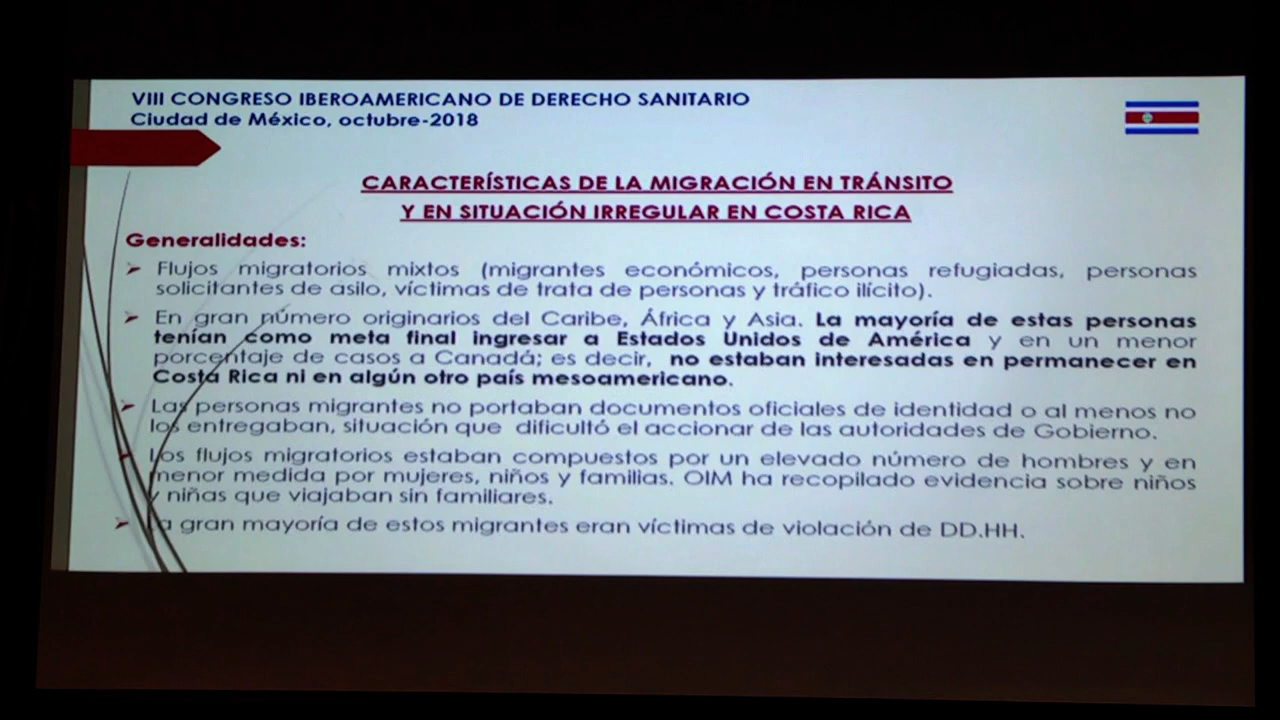 VIII CONGRESO IBEROAMERICANO DE DERECHO SANITARIO
Ciudad de México, octubre-2018
CARACTERÍSTICAS DE LA MIGRACIÓN EN TRÁNSITO
Y EN SITUACIÓN IRREGULAR EN COSTA RICA
Generalidades:
Flujos migratorios mixtos (migrantes económicos, personas refugiadas, personas
solicitantes de asilo, víctimas de trata de personas y tráfico ilícito).
En gran número originarios del Caribe, África y Asia. La mayoría de estas personas
tenían como meta final ingresar a Estados Unidos de América y en un menor
porcentaje de casos a Canadá; es decir, no estaban interesadas en permanecer en
Costa Rica ni en algún otro país mesoamericano.
Las personas migrantes no portaban documentos oficiales de identidad o al menos no
los entregaban, situación que dificultó el accionar de las autoridades de Gobierno.
Los flujos migratorios estaban compuestos por un elevado número de hombres y en
menor medida por mujeres, niños y familias. OIM ha recopilado evidencia sobre niños
y niñas que viajaban sin familiares.
La gran mayoría de estos migrantes eran víctimas de violación de DD.HH.